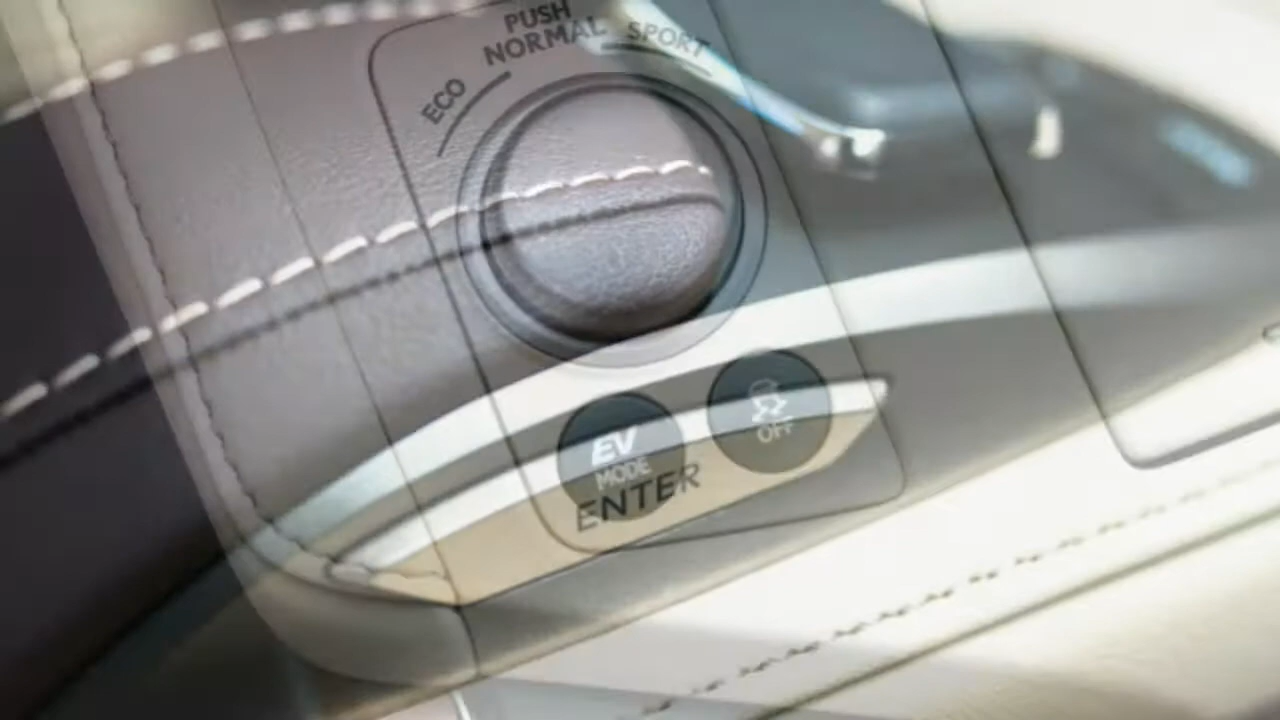 PUSH
NORMAL
SPORT
ECO
EV
MODE
OFF
ENTER